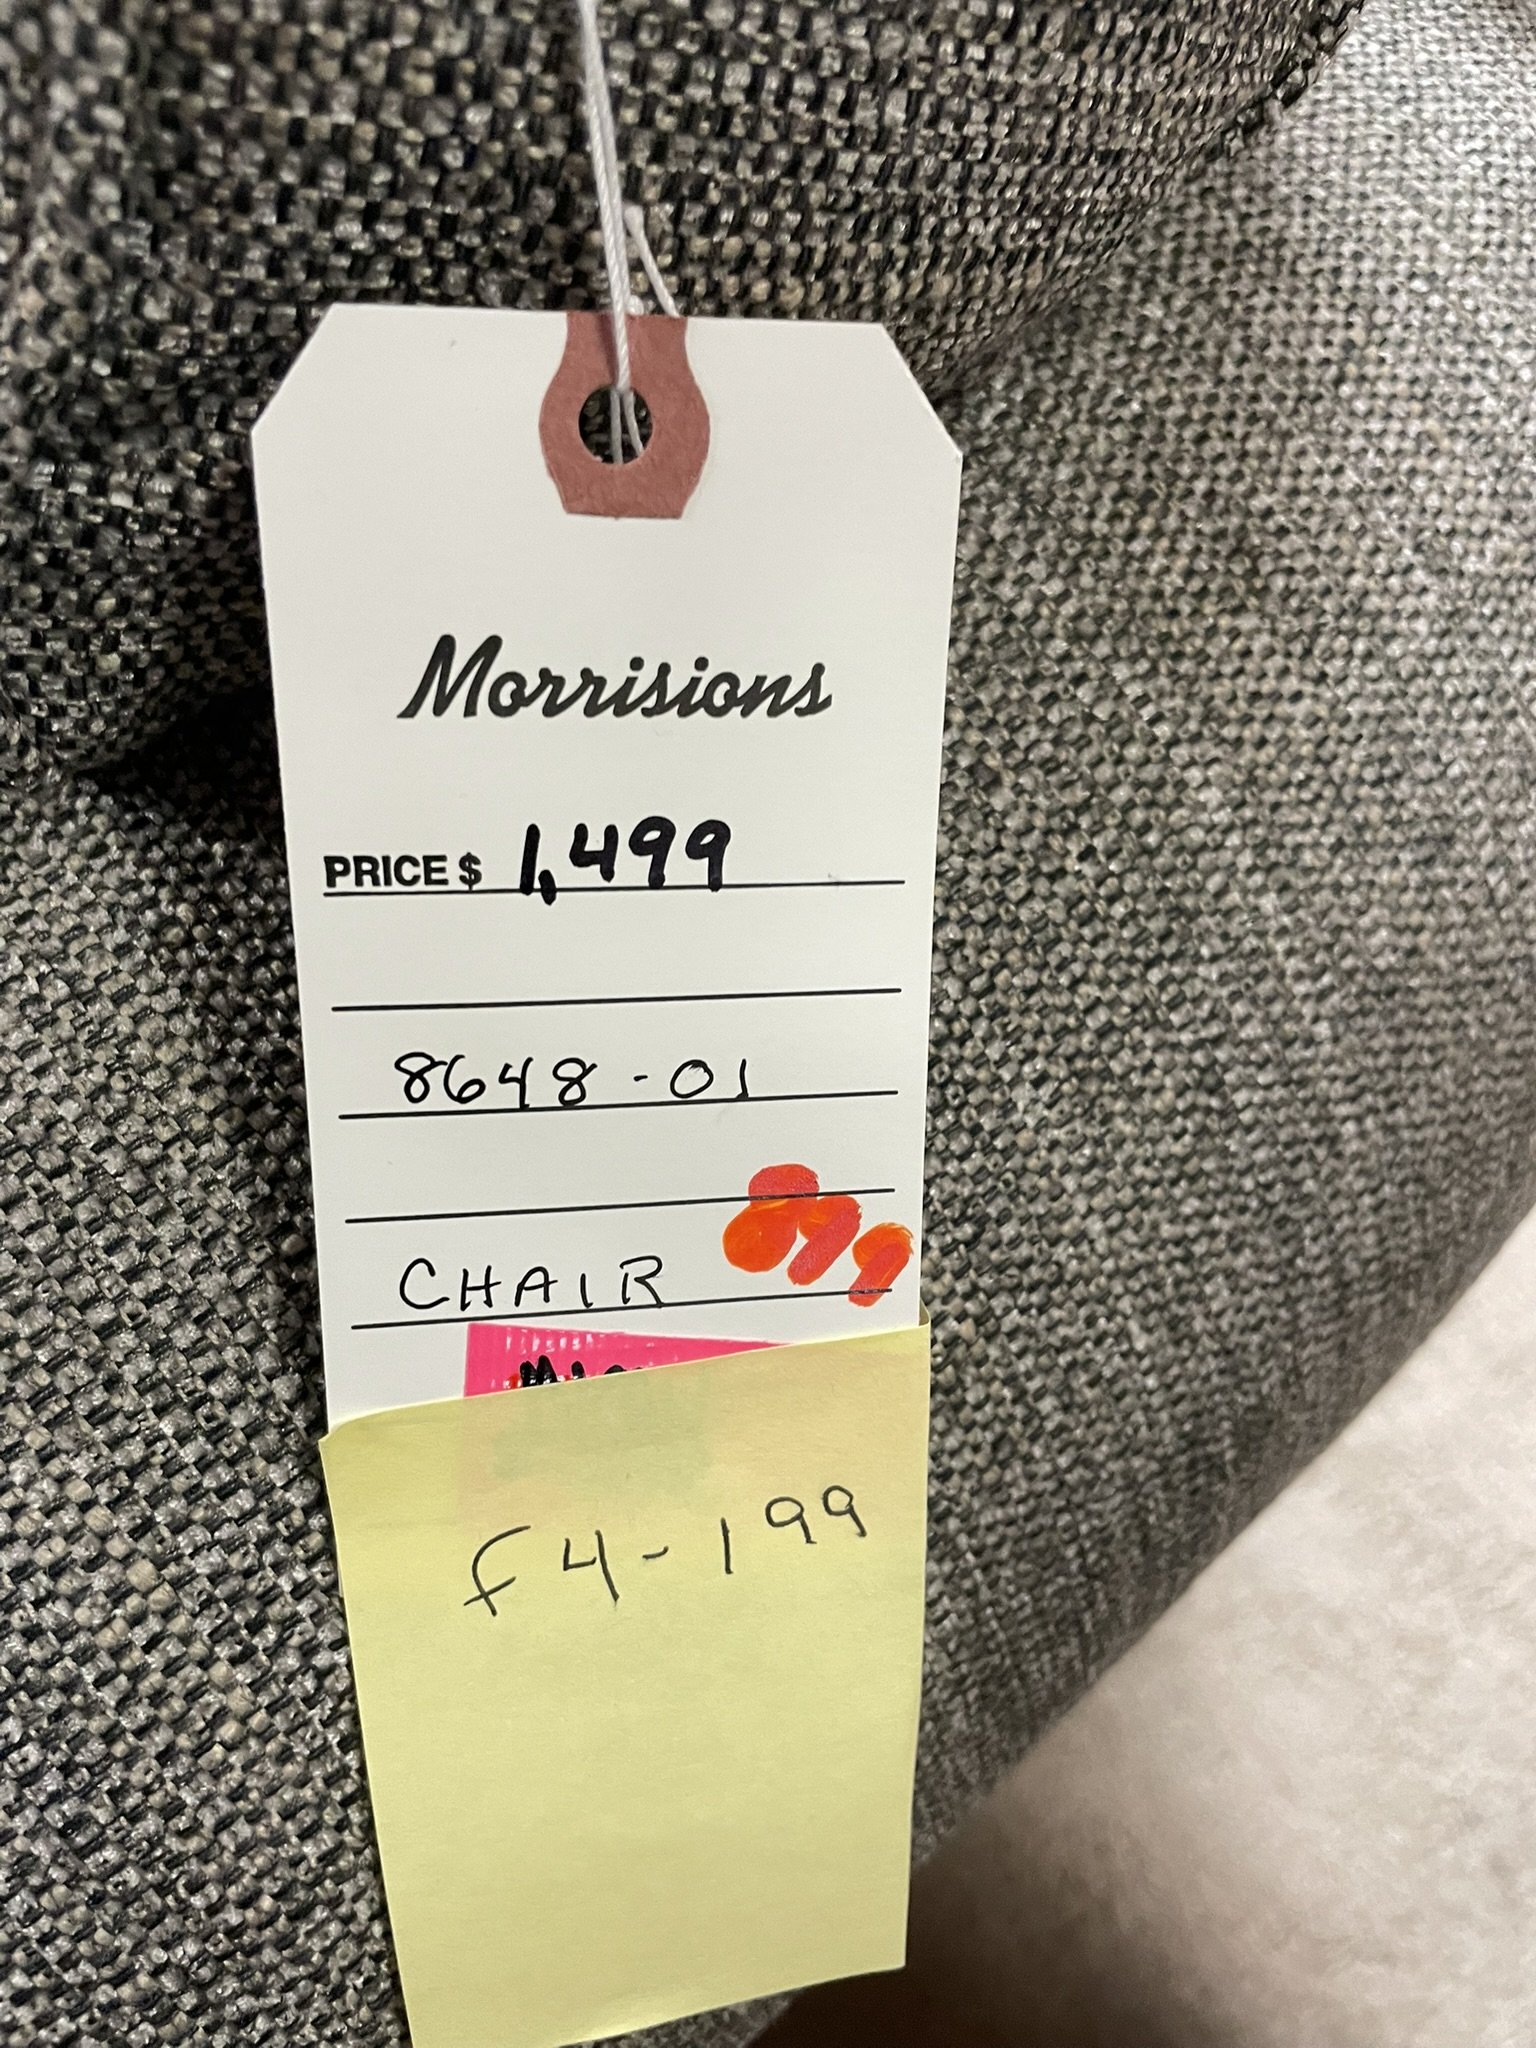 Morrisions
PRICE $ 1,499
8648-01
899
CHAIR
F4-199